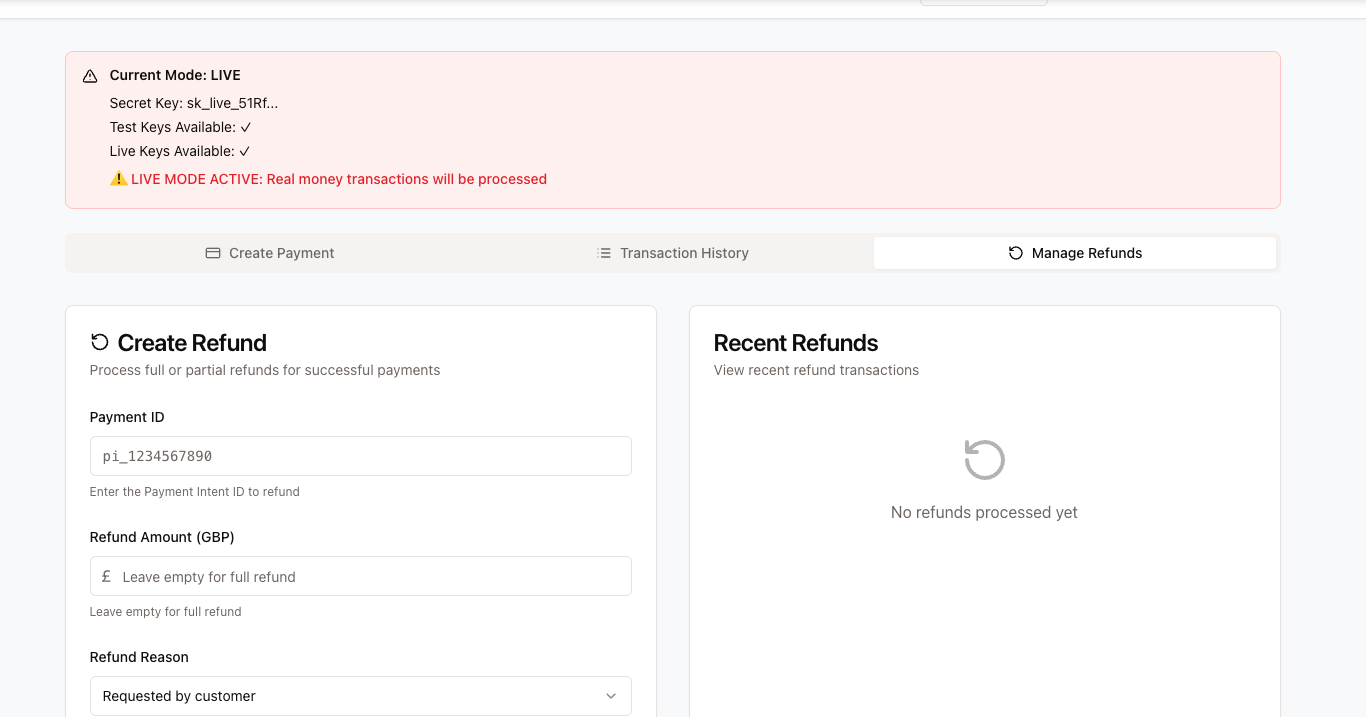 Current Mode: LIVE
Secret Key: sk_live_51Rf...
Test Keys Available: ✓
Live Keys Available: ✓
⚠️ LIVE MODE ACTIVE: Real money transactions will be processed
Create Payment
Transaction History
Manage Refunds
Create Refund
Process full or partial refunds for successful payments
Payment ID
pi_1234567890
Enter the Payment Intent ID to refund
Refund Amount (GBP)
£ Leave empty for full refund
Leave empty for full refund
Refund Reason
Requested by customer
Recent Refunds
View recent refund transactions
No refunds processed yet